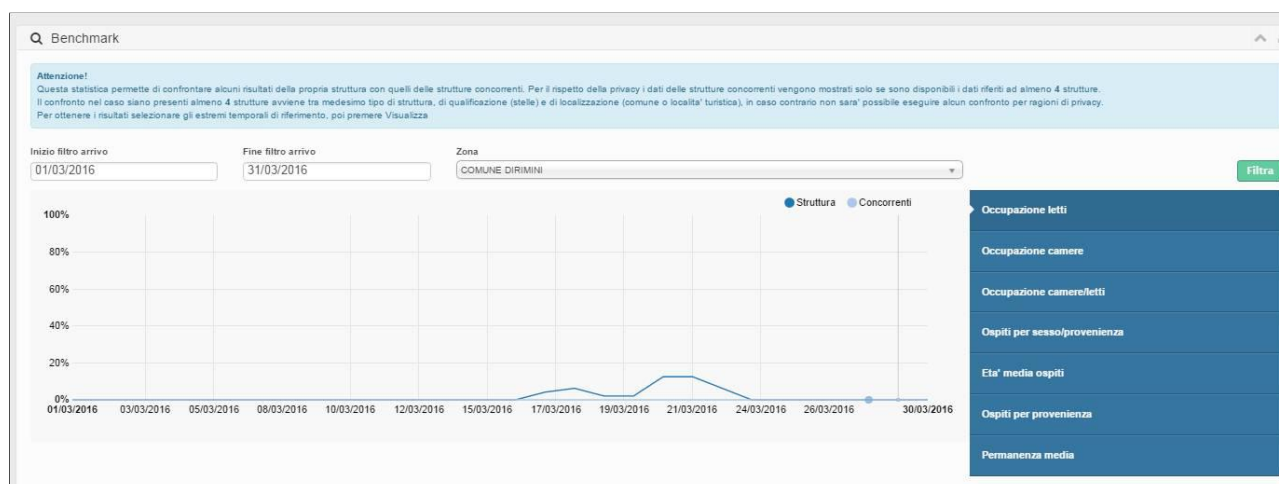 Benchmark
Attenzione!
Questa statistica permette di confrontare alcuni risultati della propria struttura con quelli delle strutture concorrenti. Per il rispetto della privacy i dati delle strutture concorrenti vengono mostrati solo se sono disponibili i dati riferiti ad almeno 4 strutture.
Il confronto nel caso siano presenti almeno 4 strutture avviene tra medesimo tipo di struttura, di qualificazione (stelle) e di localizzazione (comune o localita' turistica), in caso contrario non sara' possibile eseguire alcun confronto per ragioni di privacy.
Per ottenere i risultati selezionare gli estremi temporali di riferimento, poi premere Visualizza
Inizio filtro arrivo Fine filtro arrivo Zona
01/03/2016 31/03/2016 COMUNE DIRIMINI Filtra
Struttura Concorrenti
100%
80%
60%
40%
20%
0%
01/03/2016 03/03/2016 05/03/2016 08/03/2016 10/03/2016 12/03/2016 15/03/2016 17/03/2016 19/03/2016 21/03/2016 24/03/2016 26/03/2016 30/03/2016
Occupazione letti
Occupazione camere
Occupazione camere/letti
Ospiti per sesso/provenienza
Eta' media ospiti
Ospiti per provenienza
Permanenza media